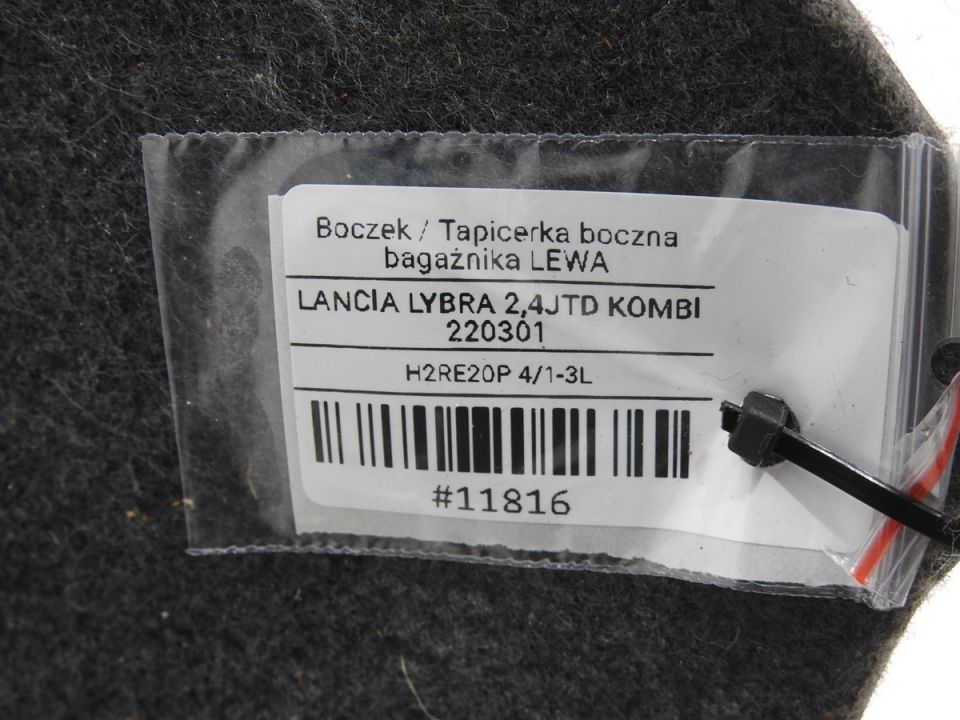 Boczek / Tapicerka boczna
bagażnika LEWA
LANCIA LYBRA 2,4JTD KOMBI
220301
H2RE20P 4/1-3L
#11816